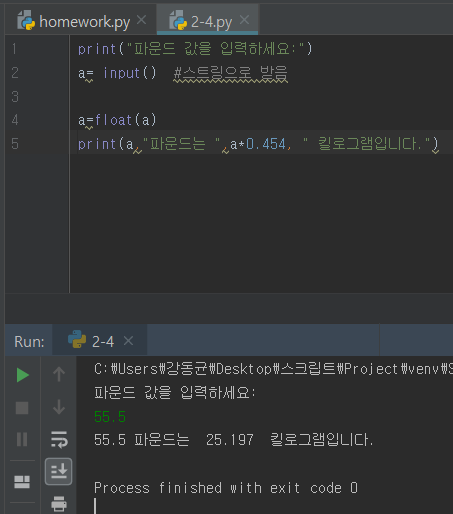 homework.py 2-4.py
1 print("파운드 값을 입력하세요:")
2 a= input()  #스트링으로 받음
3
4 a=float(a)
5 print(a,"파운드는 ",a*0.454, " 킬로그램입니다.")
Run: 2-4
C:\Users\강동균\Desktop\스크립트\Project\venv\S
파운드 값을 입력하세요:
55.5
55.5 파운드는  25.197  킬로그램입니다.
Process finished with exit code 0